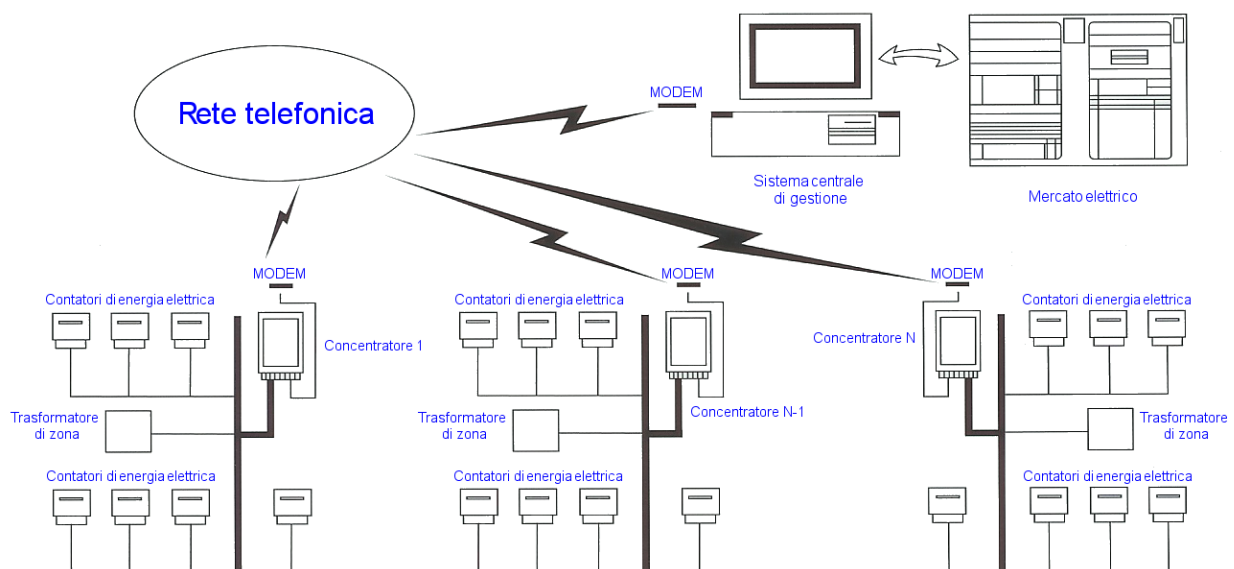 Rete telefonica
MODEM
Sistema centrale
di gestione
Mercato elettrico
MODEM
MODEM
MODEM
Contatori di energia elettrica
Contatori di energia elettrica
Contatori di energia elettrica
Concentratore 1
Concentratore N
Concentratore N-1
Trasformatore
di zona
Trasformatore
di zona
Trasformatore
di zona
Contatori di energia elettrica
Contatori di energia elettrica
Contatori di energia elettrica